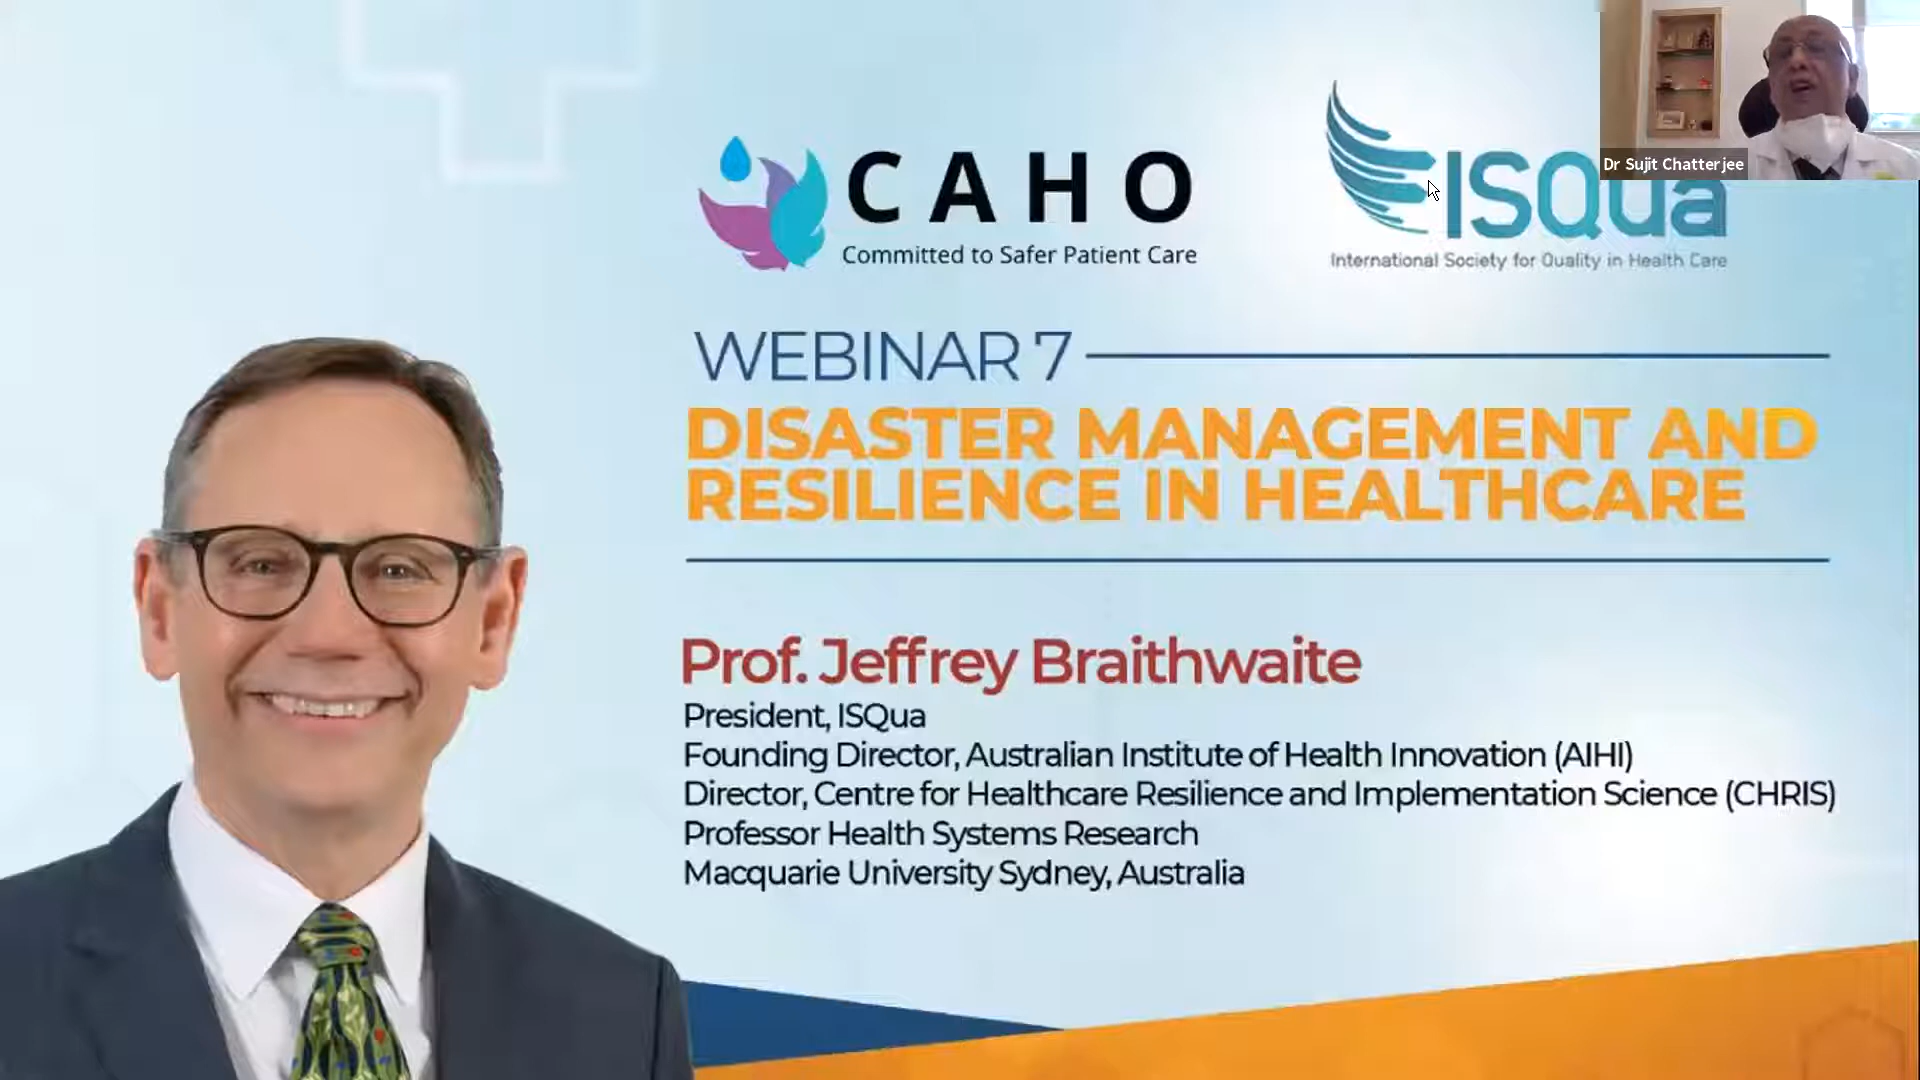 CAHO
Committed to Safer Patient Care
ISQua
International Society for Quality in Health Care
Dr Sujit Chatterjee
WEBINAR 7
DISASTER MANAGEMENT AND
RESILIENCE IN HEALTHCARE
Prof. Jeffrey Braithwaite
President, ISQua
Founding Director, Australian Institute of Health Innovation (AIHI)
Director, Centre for Healthcare Resilience and Implementation Science (CHRIS)
Professor Health Systems Research
Macquarie University Sydney, Australia